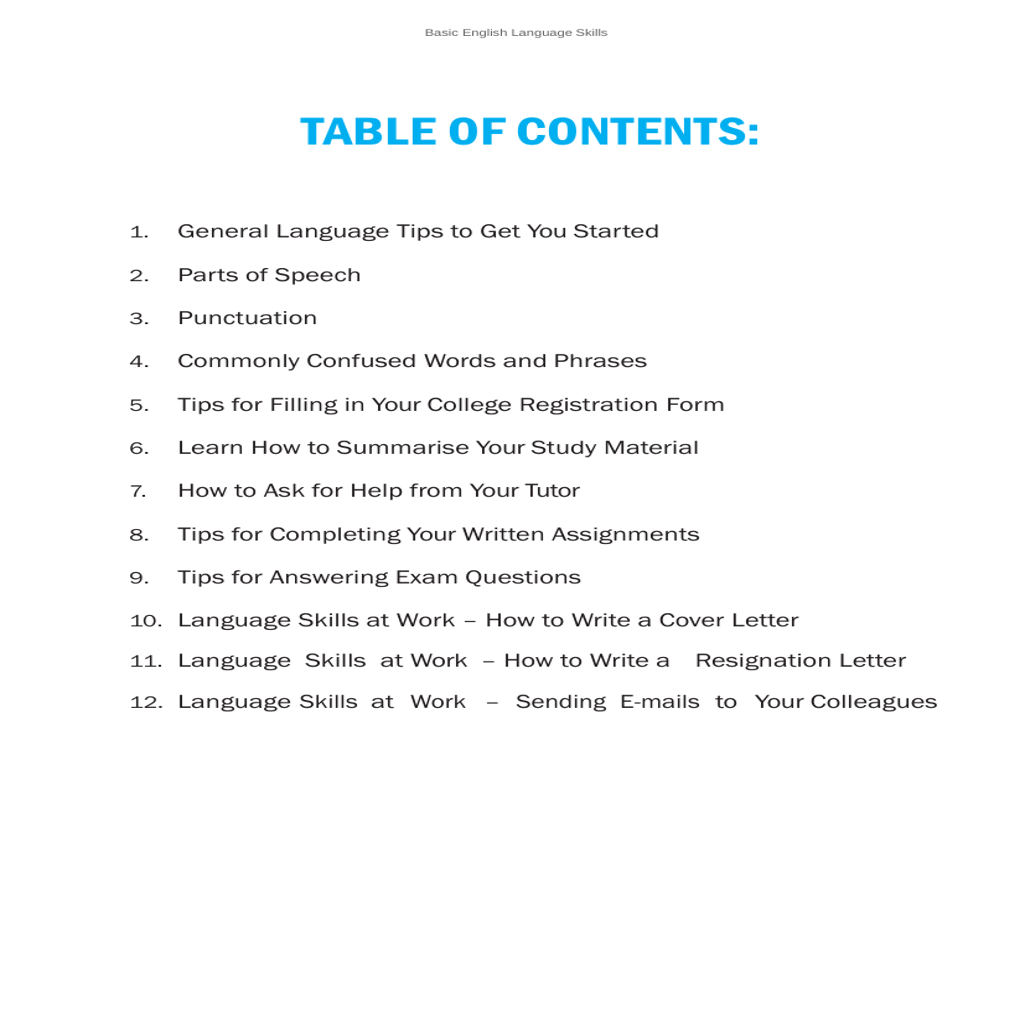 Basic English Language Skills
TABLE OF CONTENTS:
1. General Language Tips to Get You Started
2. Parts of Speech
3. Punctuation
4. Commonly Confused Words and Phrases
5. Tips for Filling in Your College Registration Form
6. Learn How to Summarise Your Study Material
7. How to Ask for Help from Your Tutor
8. Tips for Completing Your Written Assignments
9. Tips for Answering Exam Questions
10. Language Skills at Work – How to Write a Cover Letter
11. Language Skills at Work – How to Write a Resignation Letter
12. Language Skills at Work – Sending E-mails to Your Colleagues